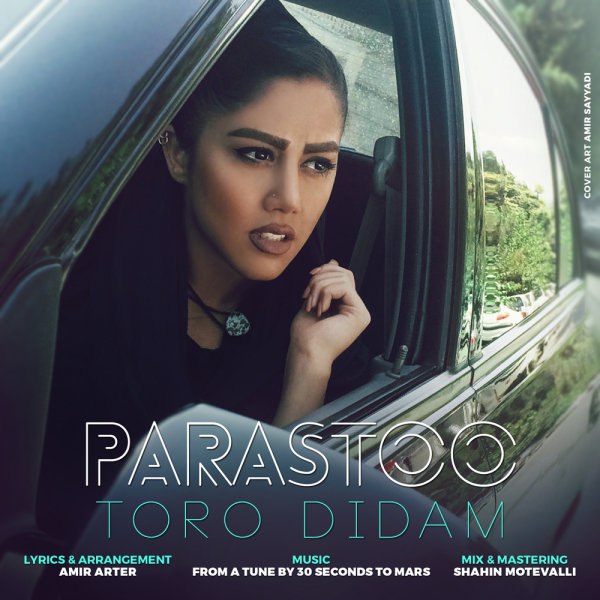 COVER ART AMIR SAYYADI
PARASTOO
TORO DIDAM
LYRICS & ARRANGEMENT
AMIR ARTER
MUSIC
FROM A TUNE BY 30 SECONDS TO MARS
MIX & MASTERING
SHAHIN MOTEVALLI